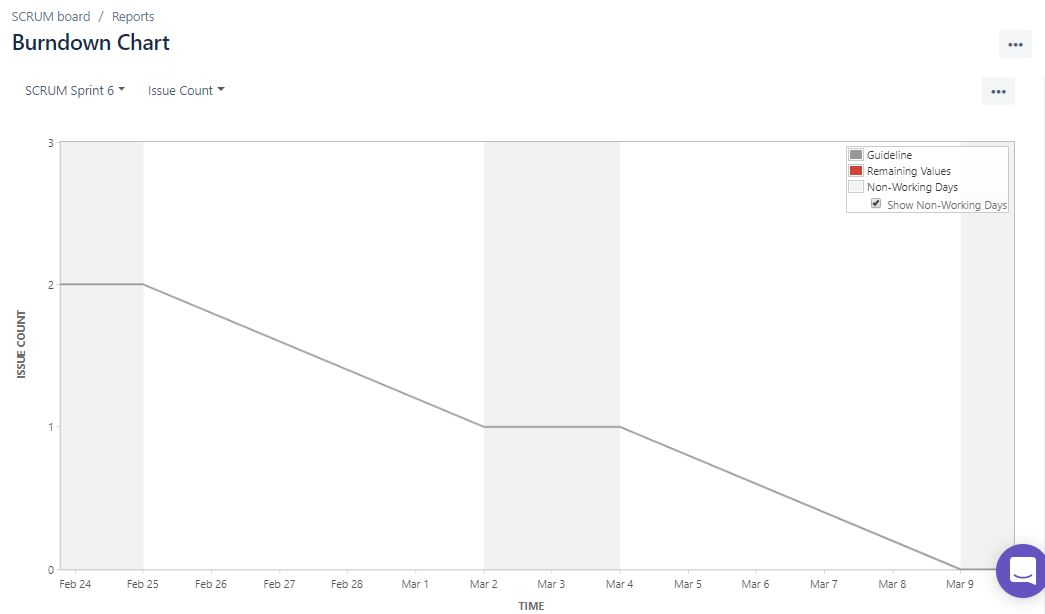 SCRUM board / Reports
Burndown Chart
SCRUM Sprint 6 Issue Count
3
Guideline
Remaining Values
Non-Working Days
Show Non-Working Days
2
ISSUE COUNT
1
0
Feb 24 Feb 25 Feb 26 Feb 27 Feb 28 Mar 1 Mar 2 Mar 3 Mar 4 Mar 5 Mar 6 Mar 7 Mar 8 Mar 9
TIME